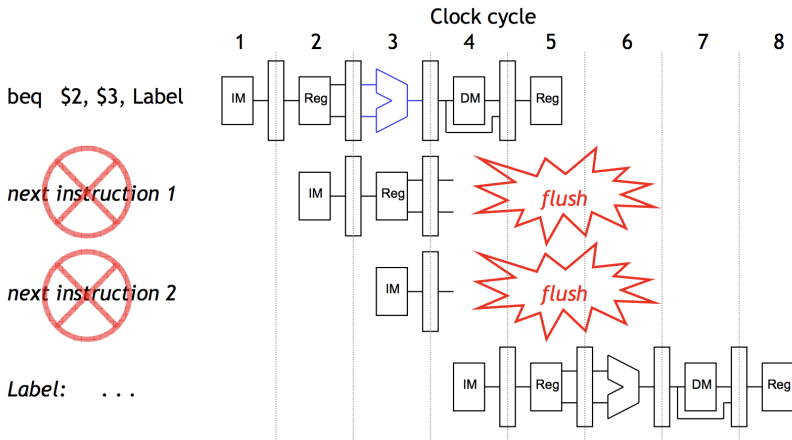 Clock cycle
1 2 3 4 5 6 7 8
beq $2, $3, Label IM Reg DM Reg
next instruction 1 IM Reg flush
next instruction 2 IM flush
Label: . . . IM Reg DM Reg